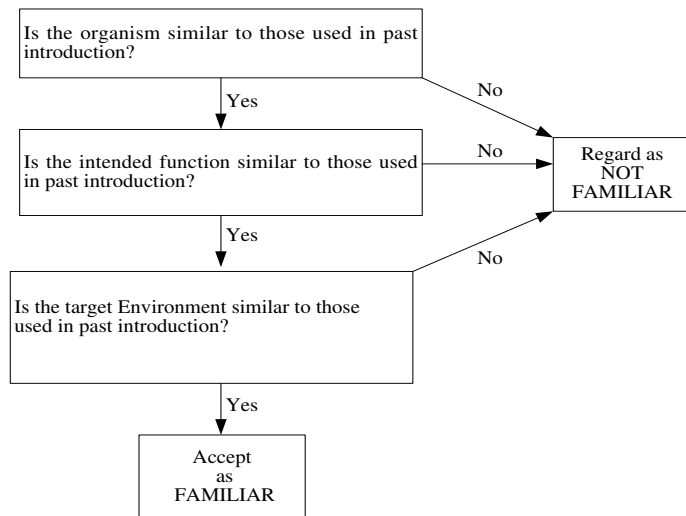 Is the organism similar to those used in past
introduction?
No
Yes
Is the intended function similar to those used
in past introduction?
No
Regard as
NOT
FAMILIAR
Yes
No
Is the target Environment similar to those
used in past introduction?
Yes
Accept
as
FAMILIAR